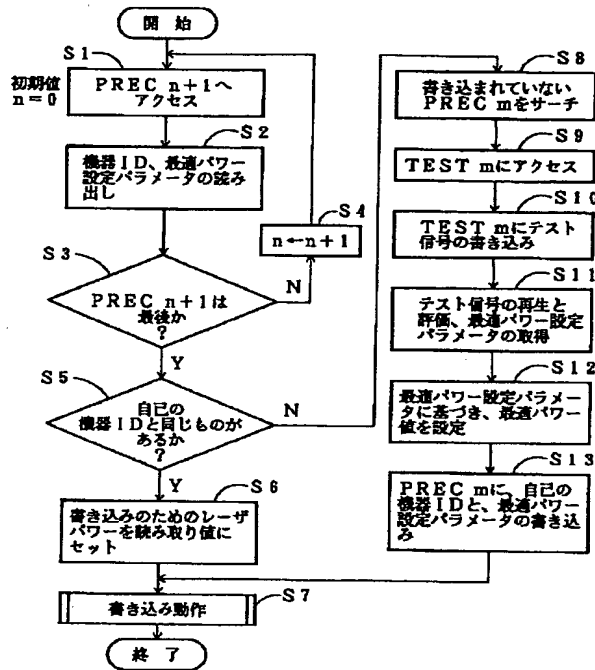 開始
S1
初期値
n=0
PREC n+1へ
アクセス
S2
機器ID、最適パワー
設定パラメータの読み
出し
S3
PREC n+1は
最後か
?
N
S4
n←n+1
Y
S5
自己の
機器IDと同じものが
あるか
?
N
Y
S6
書き込みのためのレーザ
パワーを読み取り値に
セット
S7
書き込み動作
終了
S8
書き込まれていない
PREC mをサーチ
S9
TEST mにアクセス
S10
TEST mにテスト
信号の書き込み
S11
テスト信号の再生と
評価、最適パワー設定
パラメータの取得
S12
最適パワー設定パラメー
タに基づき、最適パワー
値を設定
S13
PREC mに、自己の
機器IDと、最適パワー
設定パラメータの書き込
み